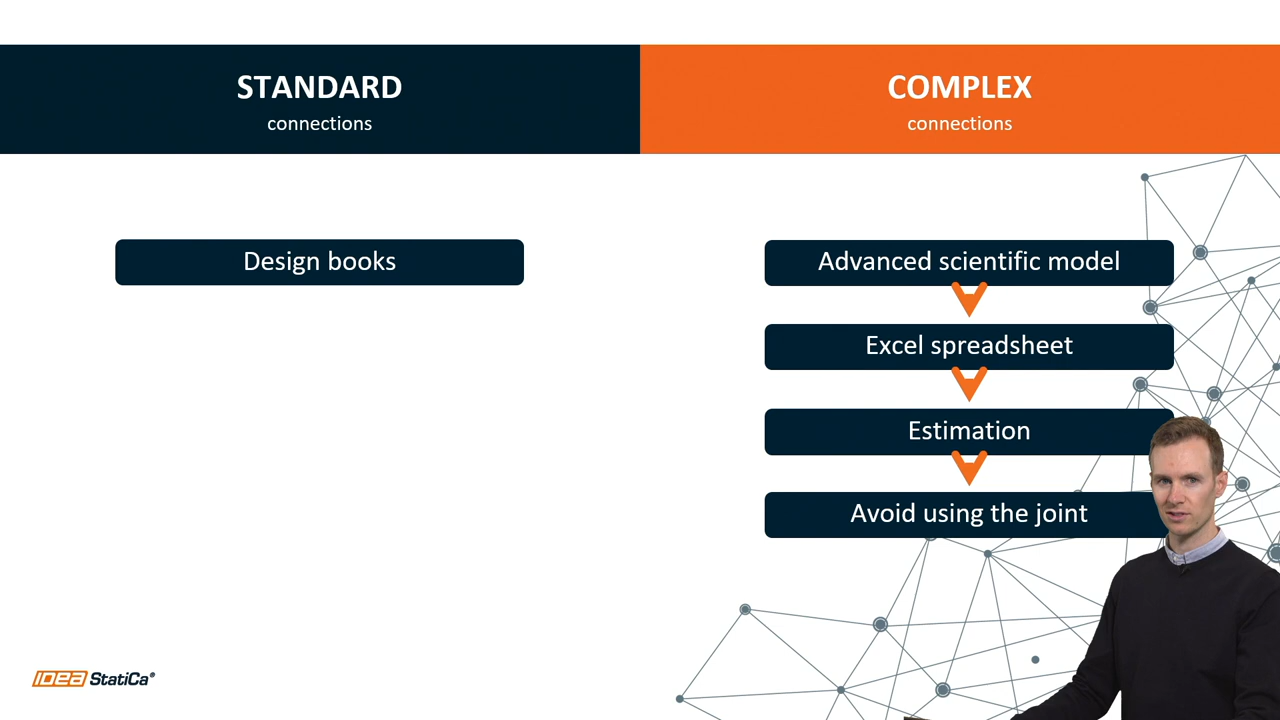 STANDARD
connections
COMPLEX
connections
Design books
Advanced scientific model
Excel spreadsheet
Estimation
Avoid using the joint
IDEA StatiCa®